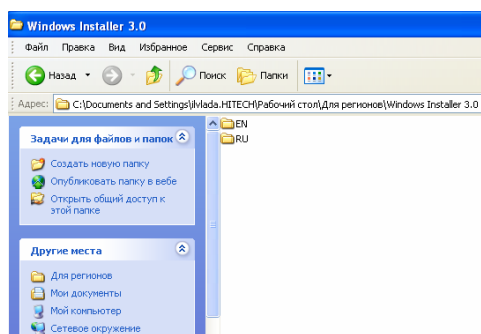 Windows Installer 3.0
Файл Правка Вид Избранное Сервис Справка
Назад Поиск Папки
Адрес: C:\Documents and Settings\ilvlada.HITECH\Рабочий стол\Для регионов\Windows Installer 3.0
EN
RU
Задачи для файлов и папок
Создать новую папку
Опубликовать папку в вебе
Открыть общий доступ к
этой папке
Другие места
Для регионов
Мои документы
Мой компьютер
Сетевое окружение